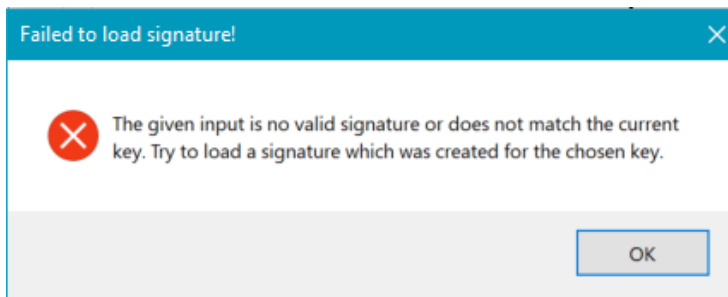 Failed to load signature!
The given input is no valid signature or does not match the current
key. Try to load a signature which was created for the chosen key.
OK